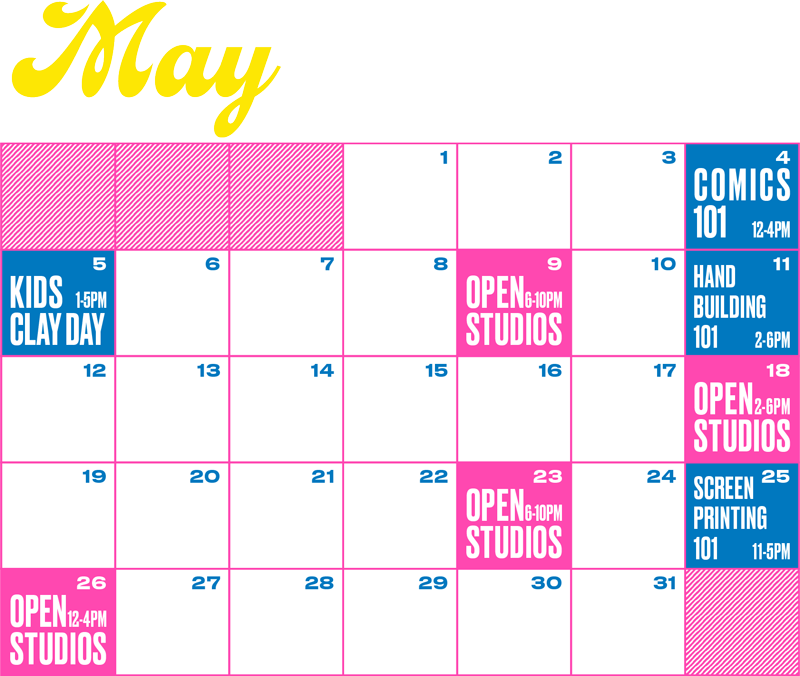 May
1
2
3
4
COMICS
101 12-4PM
5
KIDS 1-5PM
CLAY DAY
6
7
8
9
OPEN 6-10PM
STUDIOS
10
11
HAND
BUILDING
101 2-6PM
12
13
14
15
16
17
18
OPEN 2-6PM
STUDIOS
19
20
21
22
23
OPEN 6-10PM
STUDIOS
24
25
SCREEN
PRINTING
101 11-5PM
26
OPEN 12-4PM
STUDIOS
27
28
29
30
31